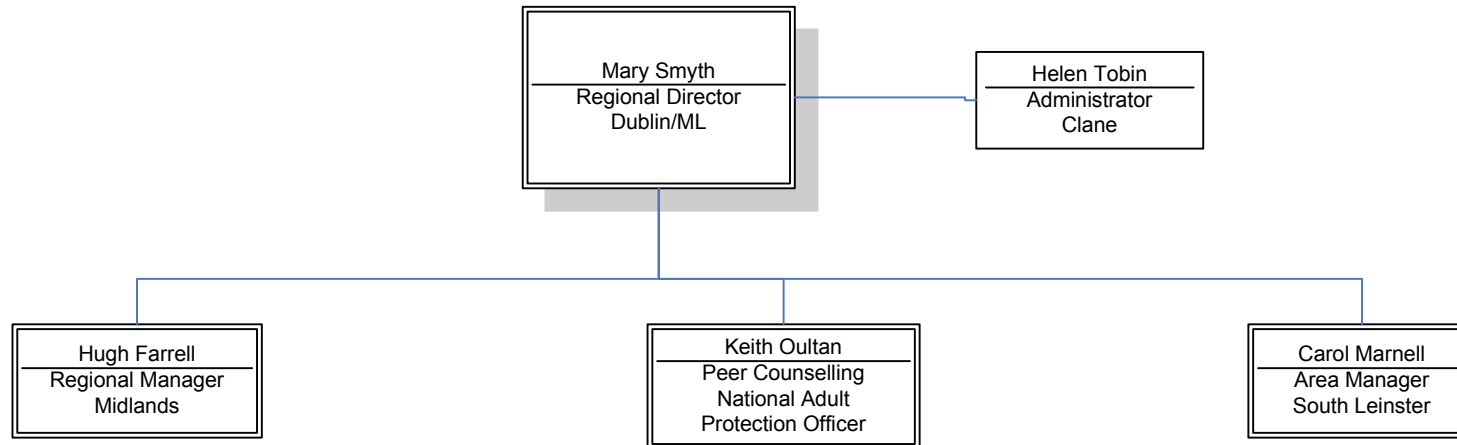 Mary Smyth
Regional Director
Dublin/ML
Helen Tobin
Administrator
Clane
Hugh Farrell
Regional Manager
Midlands
Keith Oultan
Peer Counselling
National Adult
Protection Officer
Carol Marnell
Area Manager
South Leinster